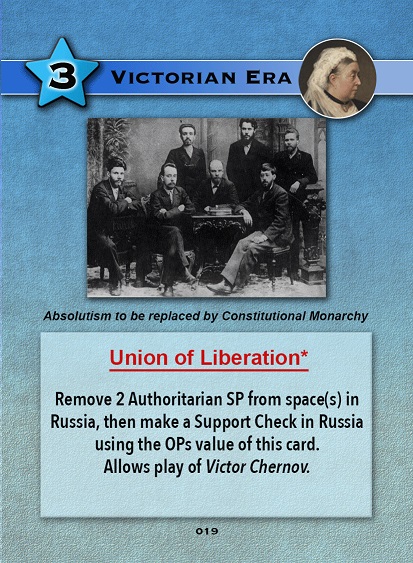 3
VICTORIAN ERA
Absolutism to be replaced by Constitutional Monarchy
Union of Liberation*
Remove 2 Authoritarian SP from space(s) in
Russia, then make a Support Check in Russia
using the OPs value of this card.
Allows play of Victor Chernov.
019